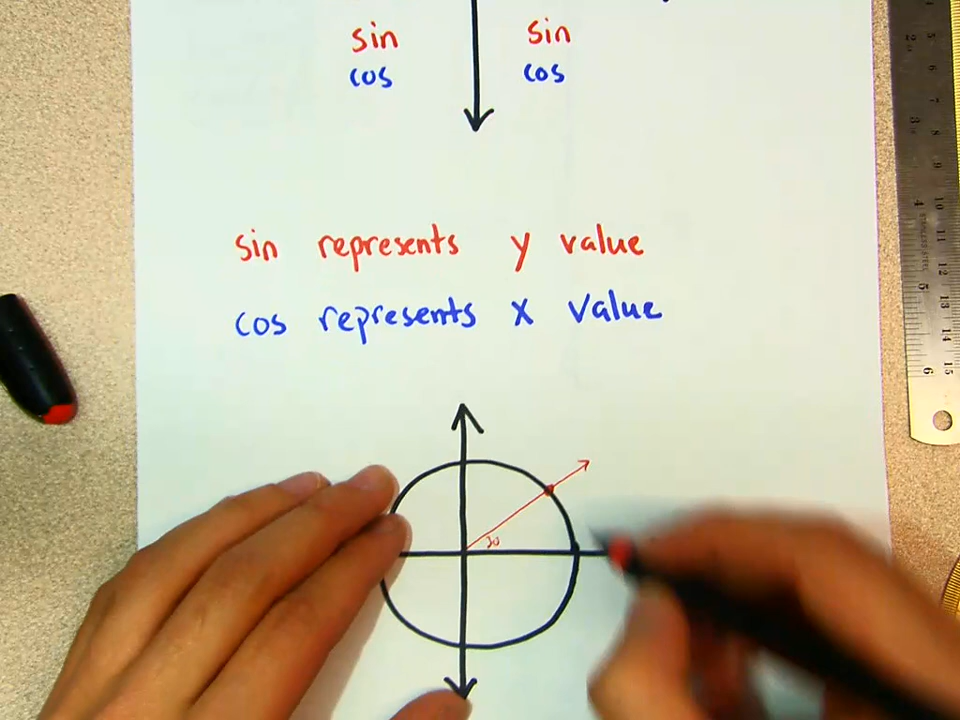 sin sin
cos cos
sin represents y value
cos represents x value
30